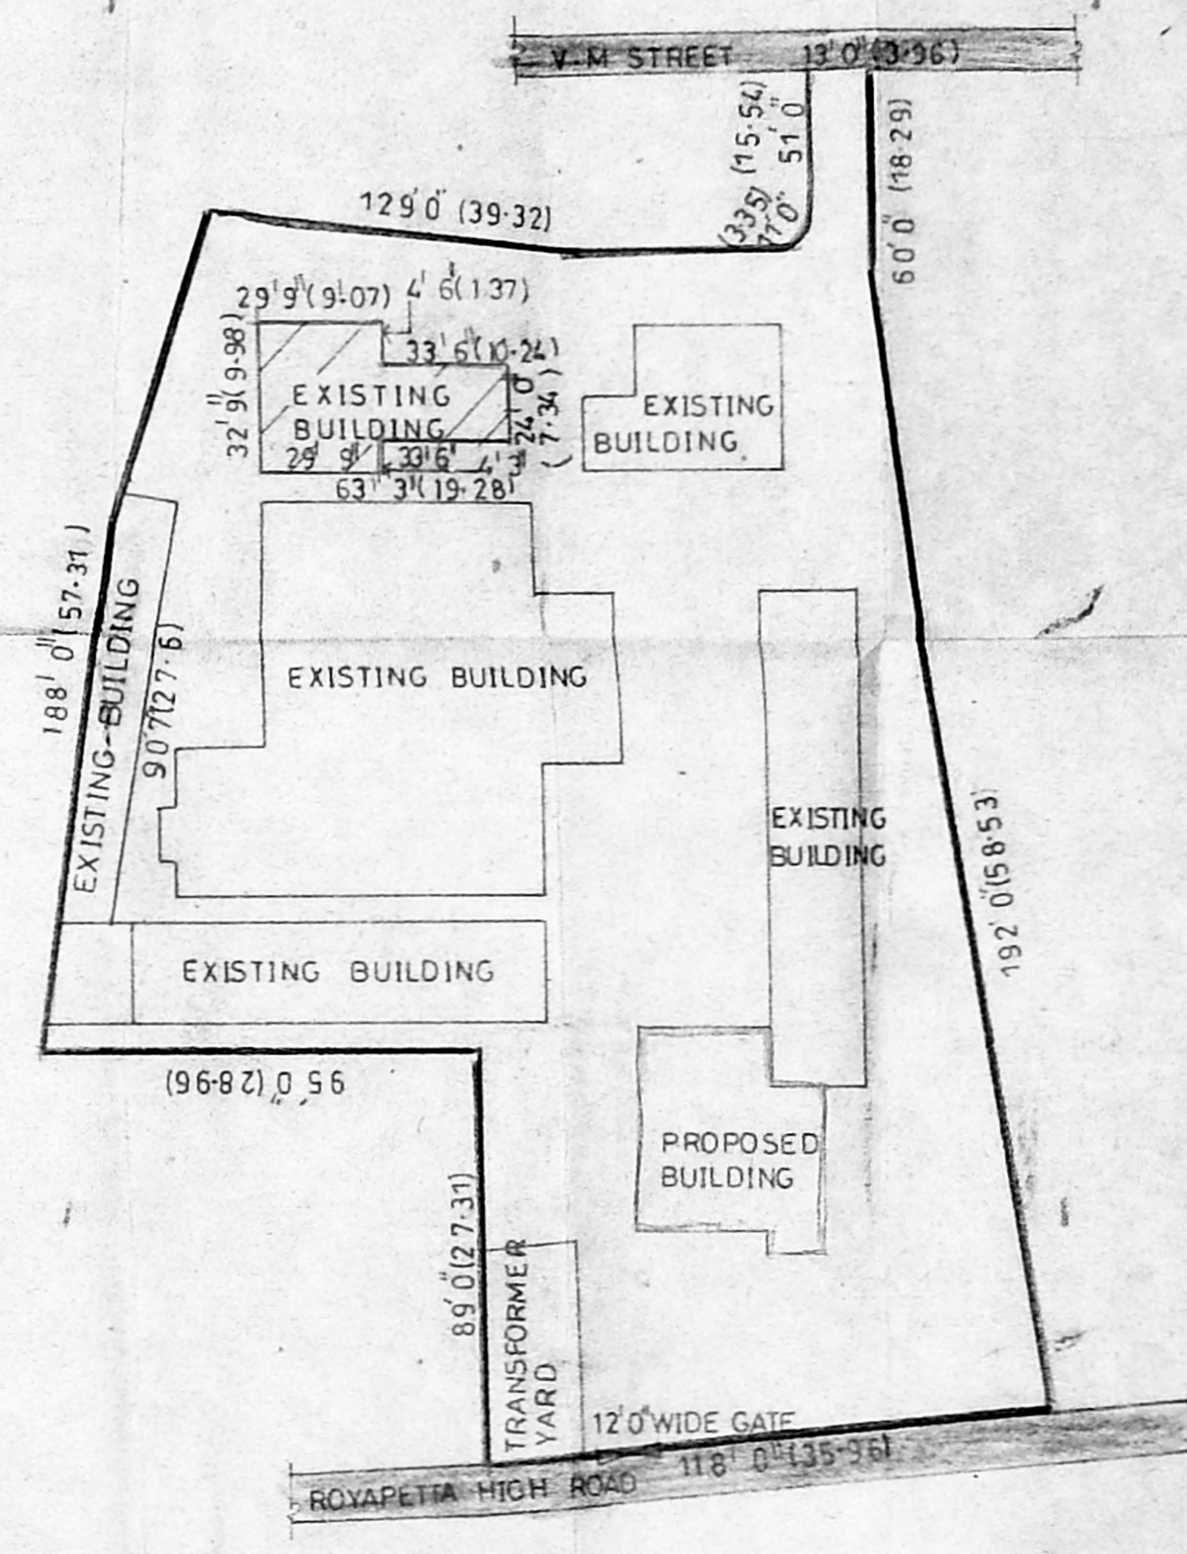 V.M STREET 13'0"(3.96)
(15.54)
51'0"
(3.35)
11'0"
60'0" (18.29)
129'0" (39.32)
29'9"(9.07)
4'6"(1.37)
33'6"(10.24)
32'9"(9.98)
EXISTING
BUILDING
24'0"
(7.34)
29'9"
33'6"
4'3"
63'3"(19.28)
EXISTING
BUILDING
188'0"(57.31)
EXISTING BUILDING
90'7(27.6)
EXISTING BUILDING
EXISTING
BUILDING
192'0"(58.53)
EXISTING BUILDING
95'0"(28.96)
PROPOSED
BUILDING
89'0"(27.31)
TRANSFORMER
YARD
12'0"WIDE GATE
118'0"(35.96)
ROYAPETTA HIGH ROAD